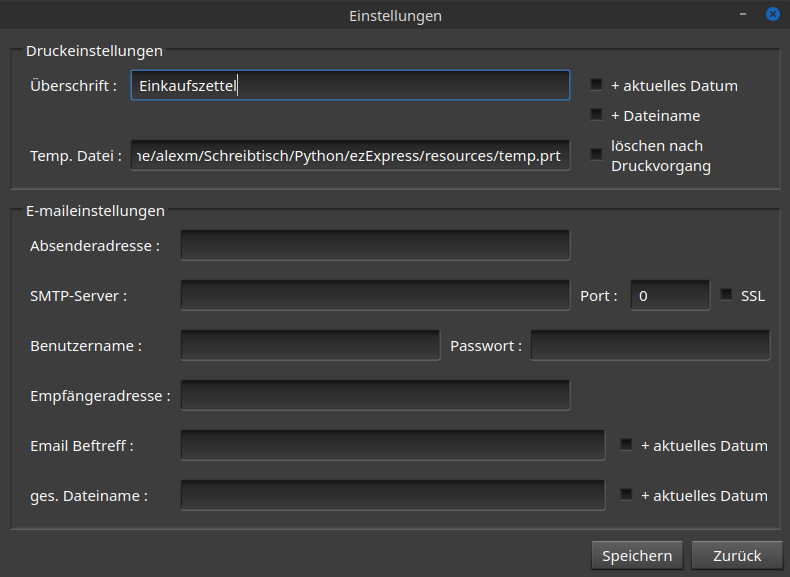 Einstellungen
Druckeinstellungen
Überschrift : Einkaufszettel + aktuelles Datum
+ Dateiname
Temp. Datei : ne/alexm/Schreibtisch/Python/ezExpress/resources/temp.prt löschen nach
Druckvorgang
E-maileinstellungen
Absenderadresse :
SMTP-Server : Port : 0 SSL
Benutzername : Passwort :
Empfängeradresse :
Email Beftreff : + aktuelles Datum
ges. Dateiname : + aktuelles Datum
Speichern Zurück